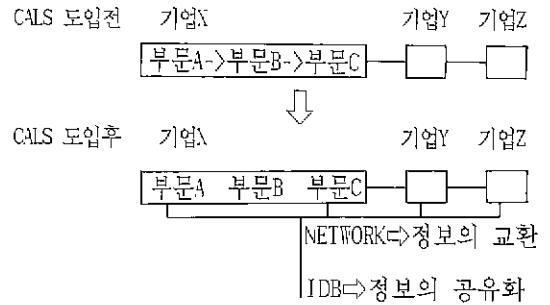 CALS 도입전 기업X 기업Y 기업Z
부문A->부문B->부문C
CALS 도입후 기업X 기업Y 기업Z
부문A 부문B 부문C
NETWORK⇨정보의 교환
IDB⇨정보의 공유화